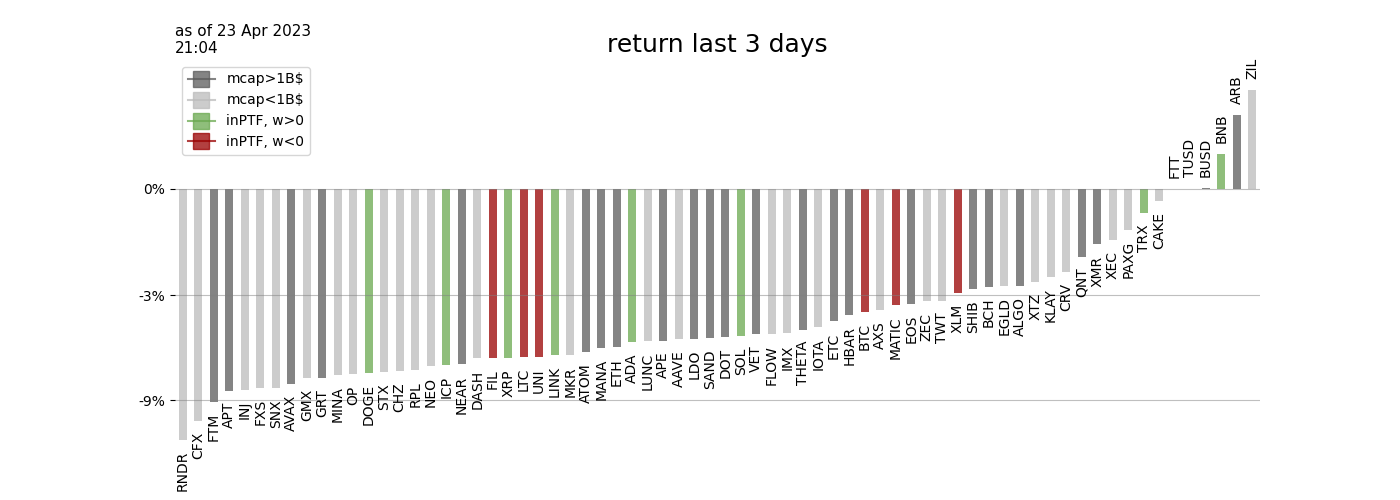 as of 23 Apr 2023
21:04
return last 3 days
mcap>1B$
mcap<1B$
inPTF, w>0
inPTF, w<0
0%
-3%
-9%
RNDR
CFX
FTM
APT
INJ
FXS
SNX
AVAX
GMX
GRT
MINA
OP
DOGE
STX
CHZ
RPL
NEO
ICP
NEAR
DASH
FIL
XRP
LTC
UNI
LINK
MKR
ATOM
MANA
ETH
ADA
LUNC
APE
AAVE
LDO
SAND
DOT
SOL
VET
FLOW
IMX
THETA
IOTA
ETC
HBAR
BTC
AXS
MATIC
EOS
ZEC
TWT
XLM
SHIB
BCH
EGLD
ALGO
XTZ
KLAY
CRV
QNT
XMR
XEC
PAXG
TRX
CAKE
FTT
TUSD
BUSD
BNB
ARB
ZIL